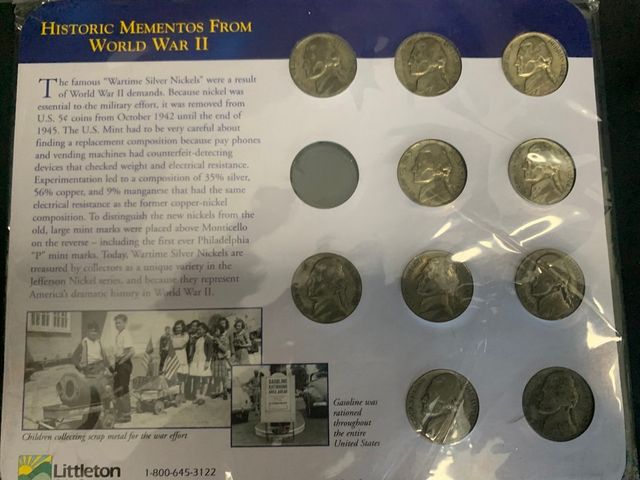 HISTORIC MEMENTOS FROM
WORLD WAR II
The famous "Wartime Silver Nickels" were a result
of World War II demands. Because nickel was
essential to the military effort, it was removed from
U.S. 5¢ coins from October 1942 until the end of
1945. The U.S. Mint had to be very careful about
finding a replacement composition because pay phones
and vending machines had counterfeit-detecting
devices that checked weight and electrical resistance.
Experimentation led to a composition of 35% silver,
56% copper, and 9% manganese that had the same
electrical resistance as the former copper-nickel
composition. To distinguish the new nickels from the
old, large mint marks were placed above Monticello
on the reverse – including the first ever Philadelphia
"P" mint marks. Today, Wartime Silver Nickels are
treasured by collectors as a unique variety in the
Jefferson Nickel series, and because they represent
America's dramatic history in World War II.
GASOLINE
Children collecting scrap metal for the war effort
Gasoline was
rationed
throughout
the entire
United States
Littleton
1-800-645-3122